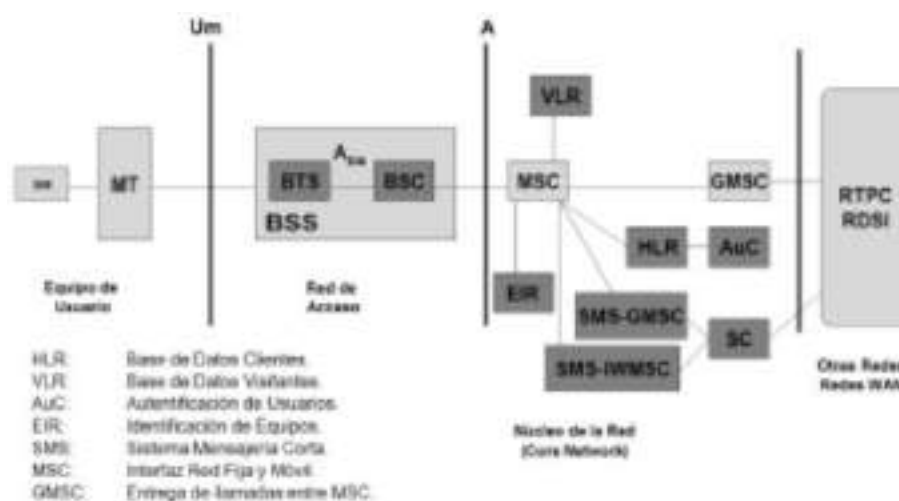 Um
A
VLR
MT
BTS
A
BSC
BSS
MSC
GMSC
RTPC
RDSI
HLR
AuC
EIR
SMS-GMSC
SC
SMS-IWMSC
Equipo de
Usuario
Red de
Acceso
Núcleo de la Red
(Core Network)
Otras Redes
Redes WAN
HLR: Base de Datos Clientes.
VLR: Base de Datos Visitantes.
AuC: Autentificación de Usuarios.
EIR: Identificación de Equipos.
SMS: Sistema Mensajería Corta.
MSC: Interfaz Red Fija y Móvil.
GMSC: Entrega de llamadas entre MSC.